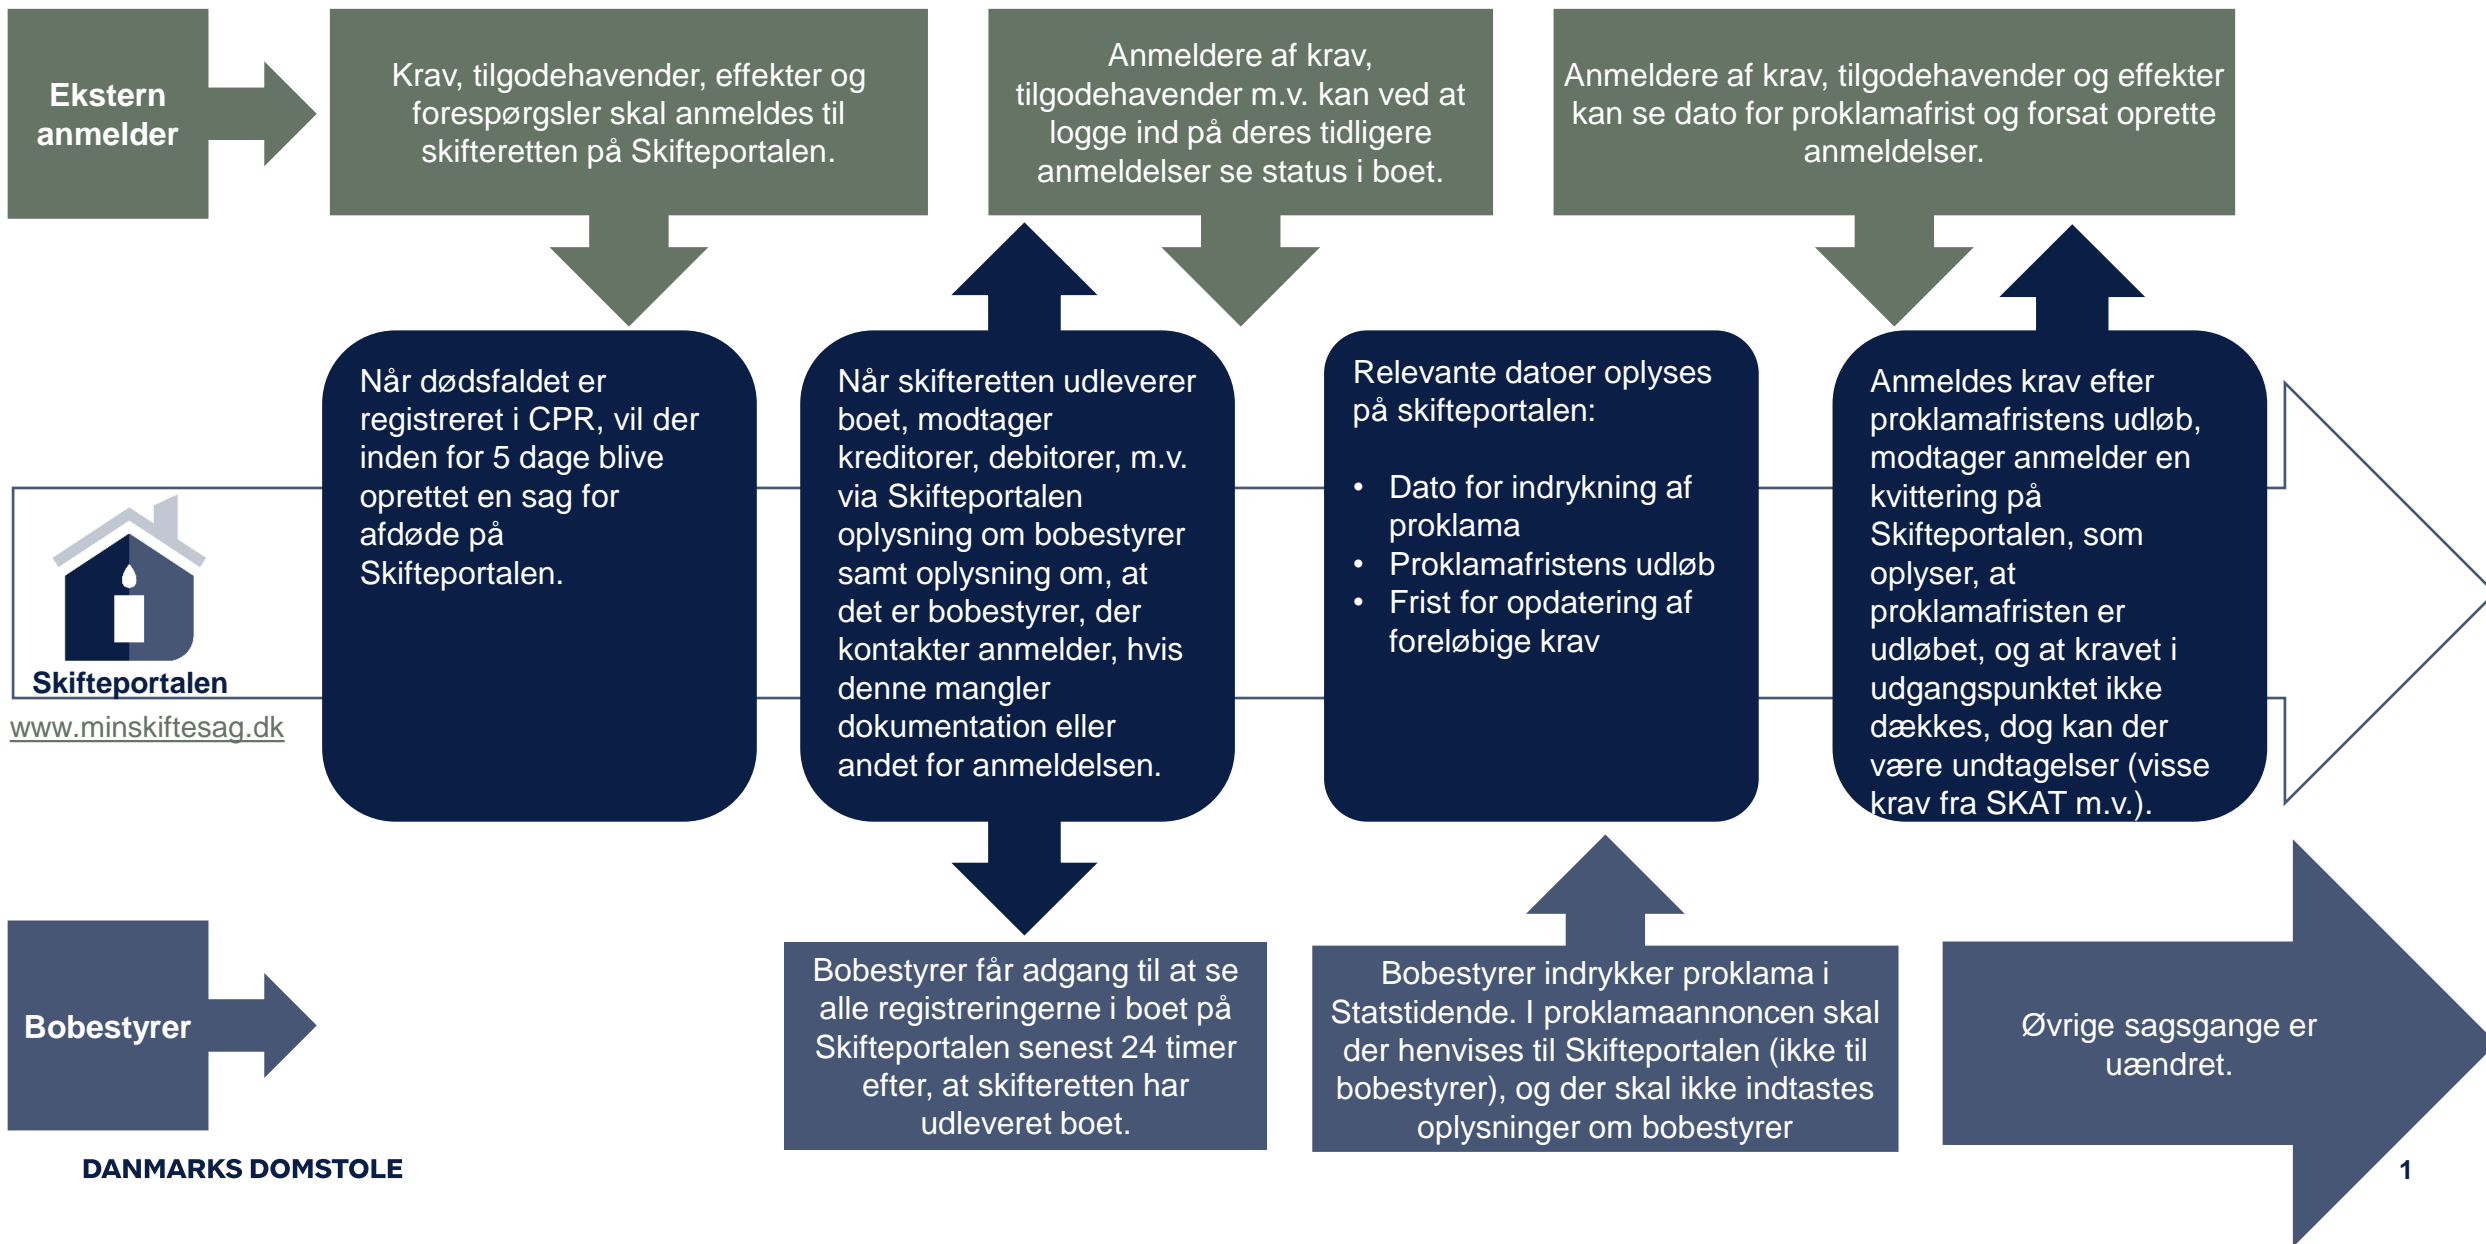 Ekstern
anmelder
Krav, tilgodehavender, effekter og
forespørgsler skal anmeldes til
skifteretten på Skifteportalen.
Anmeldere af krav,
tilgodehavender m.v. kan ved at
logge ind på deres tidligere
anmeldelser se status i boet.
Anmeldere af krav, tilgodehavender og effekter
kan se dato for proklamafrist og forsat oprette
anmeldelser.
Skifteportalen
www.minskiftesag.dk
Når dødsfaldet er
registreret i CPR, vil der
inden for 5 dage blive
oprettet en sag for
afdøde på
Skifteportalen.
Når skifteretten udleverer
boet, modtager
kreditorer, debitorer, m.v.
via Skifteportalen
oplysning om bobestyrer
samt oplysning om, at
det er bobestyrer, der
kontakter anmelder, hvis
denne mangler
dokumentation eller
andet for anmeldelsen.
Relevante datoer oplyses
på skifteportalen:
• Dato for indrykning af
proklama
• Proklamafristens udløb
• Frist for opdatering af
foreløbige krav
Anmeldes krav efter
proklamafristens udløb,
modtager anmelder en
kvittering på
Skifteportalen, som
oplyser, at
proklamafristen er
udløbet, og at kravet i
udgangspunktet ikke
dækkes, dog kan der
være undtagelser (visse
krav fra SKAT m.v.).
Bobestyrer
Bobestyrer får adgang til at se
alle registreringerne i boet på
Skifteportalen senest 24 timer
efter, at skifteretten har
udleveret boet.
Bobestyrer indrykker proklama i
Statstidende. I proklamaannoncen skal
der henvises til Skifteportalen (ikke til
bobestyrer), og der skal ikke indtastes
oplysninger om bobestyrer
Øvrige sagsgange er
uændret.
DANMARKS DOMSTOLE
1